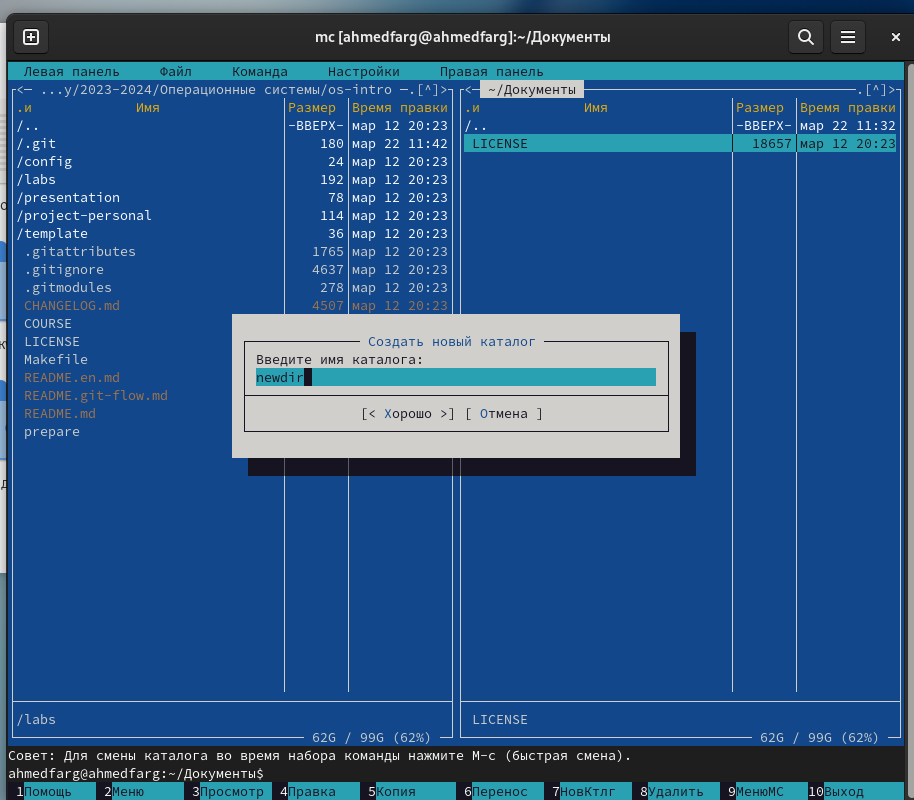 mc [ahmedfarg@ahmedfarg]:~/Документы
Левая панель Файл Команда Настройки Правая панель
<─ ...y/2023-2024/Операционные системы/os-intro ─.[^]>
.и Имя Размер Время правки
/.. -ВВЕРХ- мар 12 20:23
/.git 180 мар 22 11:42
/config 24 мар 12 20:23
/labs 192 мар 12 20:23
/presentation 78 мар 12 20:23
/project-personal 114 мар 12 20:23
/template 36 мар 12 20:23
.gitattributes 1765 мар 12 20:23
.gitignore 4637 мар 12 20:23
.gitmodules 278 мар 12 20:23
CHANGELOG.md 4507 мар 12 20:23
COURSE
LICENSE
Makefile
README.en.md
README.git-flow.md
README.md
prepare
/labs
62G / 99G (62%)
<─ ~/Документы .[^]>
.и Имя Размер Время правки
/.. -ВВЕРХ- мар 22 11:32
LICENSE 18657 мар 12 20:23
LICENSE
62G / 99G (62%)
Создать новый каталог
Введите имя каталога:
newdir
[< Хорошо >] [ Отмена ]
Совет: Для смены каталога во время набора команды нажмите M-c (быстрая смена).
ahmedfarg@ahmedfarg:~/Документы$
1Помощь 2Меню 3Просмотр 4Правка 5Копия 6Перенос 7НовКтлг 8Удалить 9МенюМС 10Выход